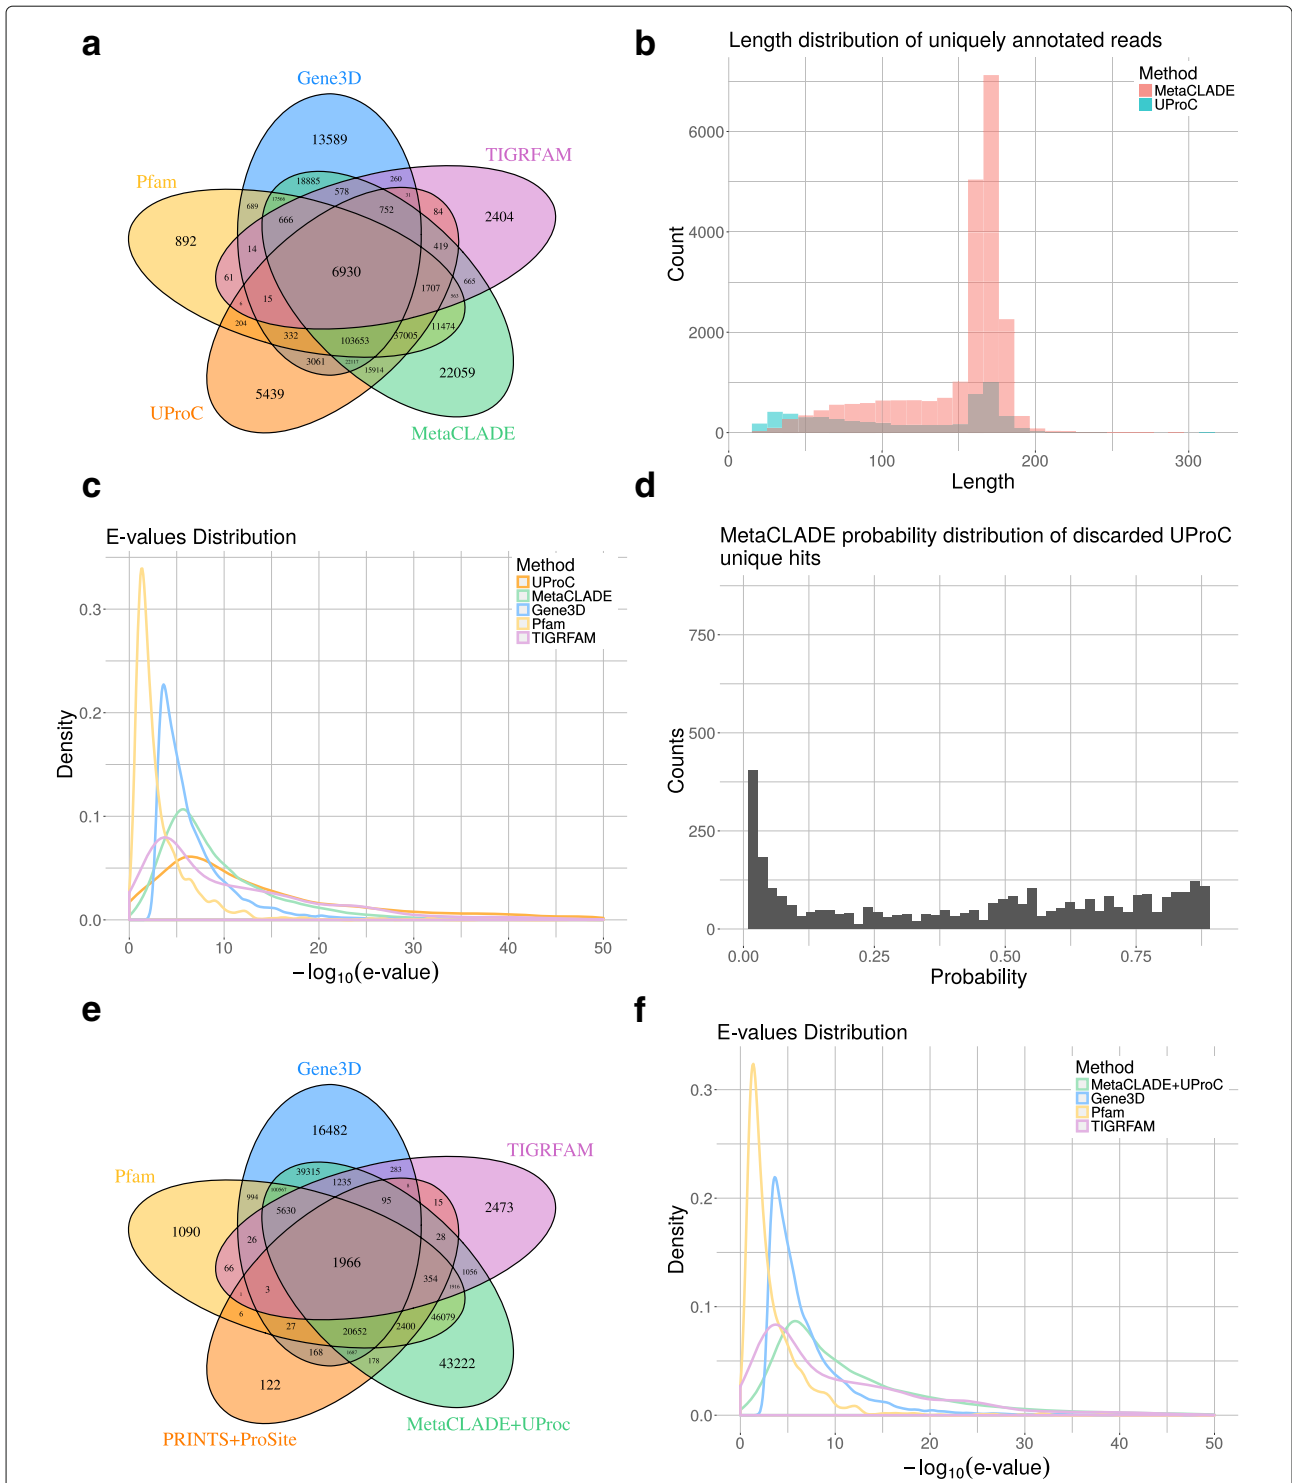 a
Gene3D
TIGRFAM
Pfam
UProC
MetaCLADE
13589
2404
892
5439
22059
18885
578
260
31
84
752
419
689
17566
666
14
61
6930
1707
665
563
15
8
204
332
103653
37005
11474
3061
22317
15914
b
Length distribution of uniquely annotated reads
Method
MetaCLADE
UProC
Count
6000
4000
2000
0
0 100 200 300
Length
c
E-values Distribution
Method
UProC
MetaCLADE
Gene3D
Pfam
TIGRFAM
Density
0.3
0.2
0.1
0.0
0 10 20 30 40 50
−log10(e-value)
d
MetaCLADE probability distribution of discarded UProC
unique hits
Counts
750
500
250
0
0.00 0.25 0.50 0.75
Probability
e
Gene3D
TIGRFAM
Pfam
PRINTS+ProSite
MetaCLADE+UProc
16482
2473
1090
122
43222
39315
1235
283
15
95
28
994
5630
26
66
1966
354
1056
1916
3
1
6
27
20652
2400
46079
168
1687
178
f
E-values Distribution
Method
MetaCLADE+UProC
Gene3D
Pfam
TIGRFAM
Density
0.3
0.2
0.1
0.0
0 10 20 30 40 50
−log10(e-value)